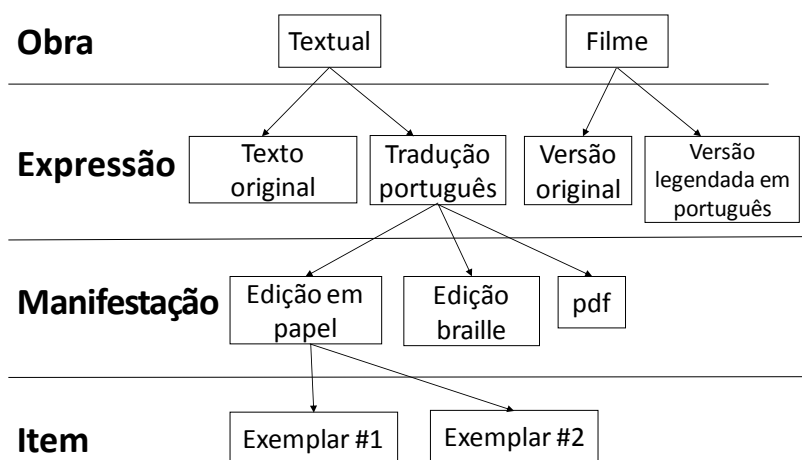 Obra
Textual
Filme
Expressão
Texto
original
Tradução
português
Versão
original
Versão
legendada em
português
Manifestação
Edição em
papel
Edição
braille
pdf
Item
Exemplar #1
Exemplar #2